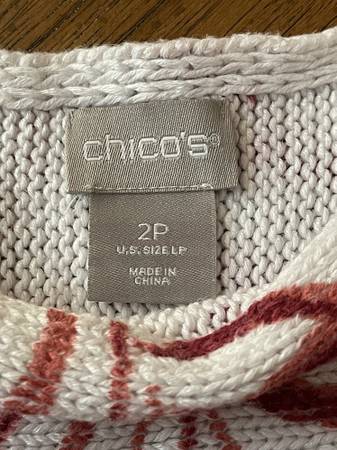 chico's®
2P
U.S. SIZE LP
MADE IN
CHINA